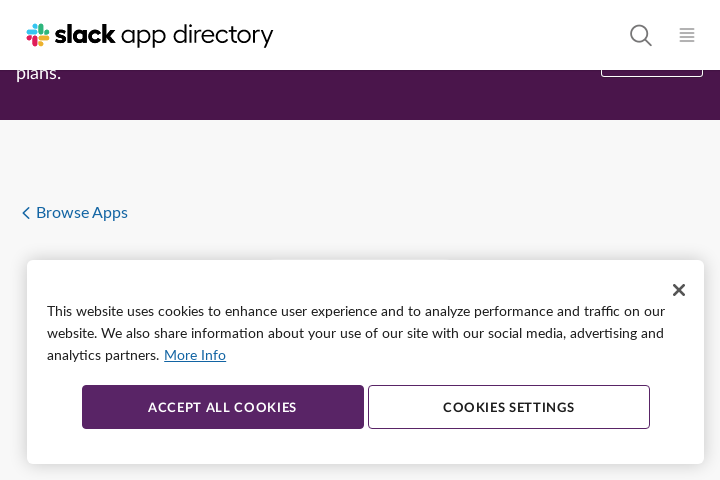 slack app directory
plans.
Browse Apps
This website uses cookies to enhance user experience and to analyze performance and traffic on our
website. We also share information about your use of our site with our social media, advertising and
analytics partners. More Info
ACCEPT ALL COOKIES
COOKIES SETTINGS